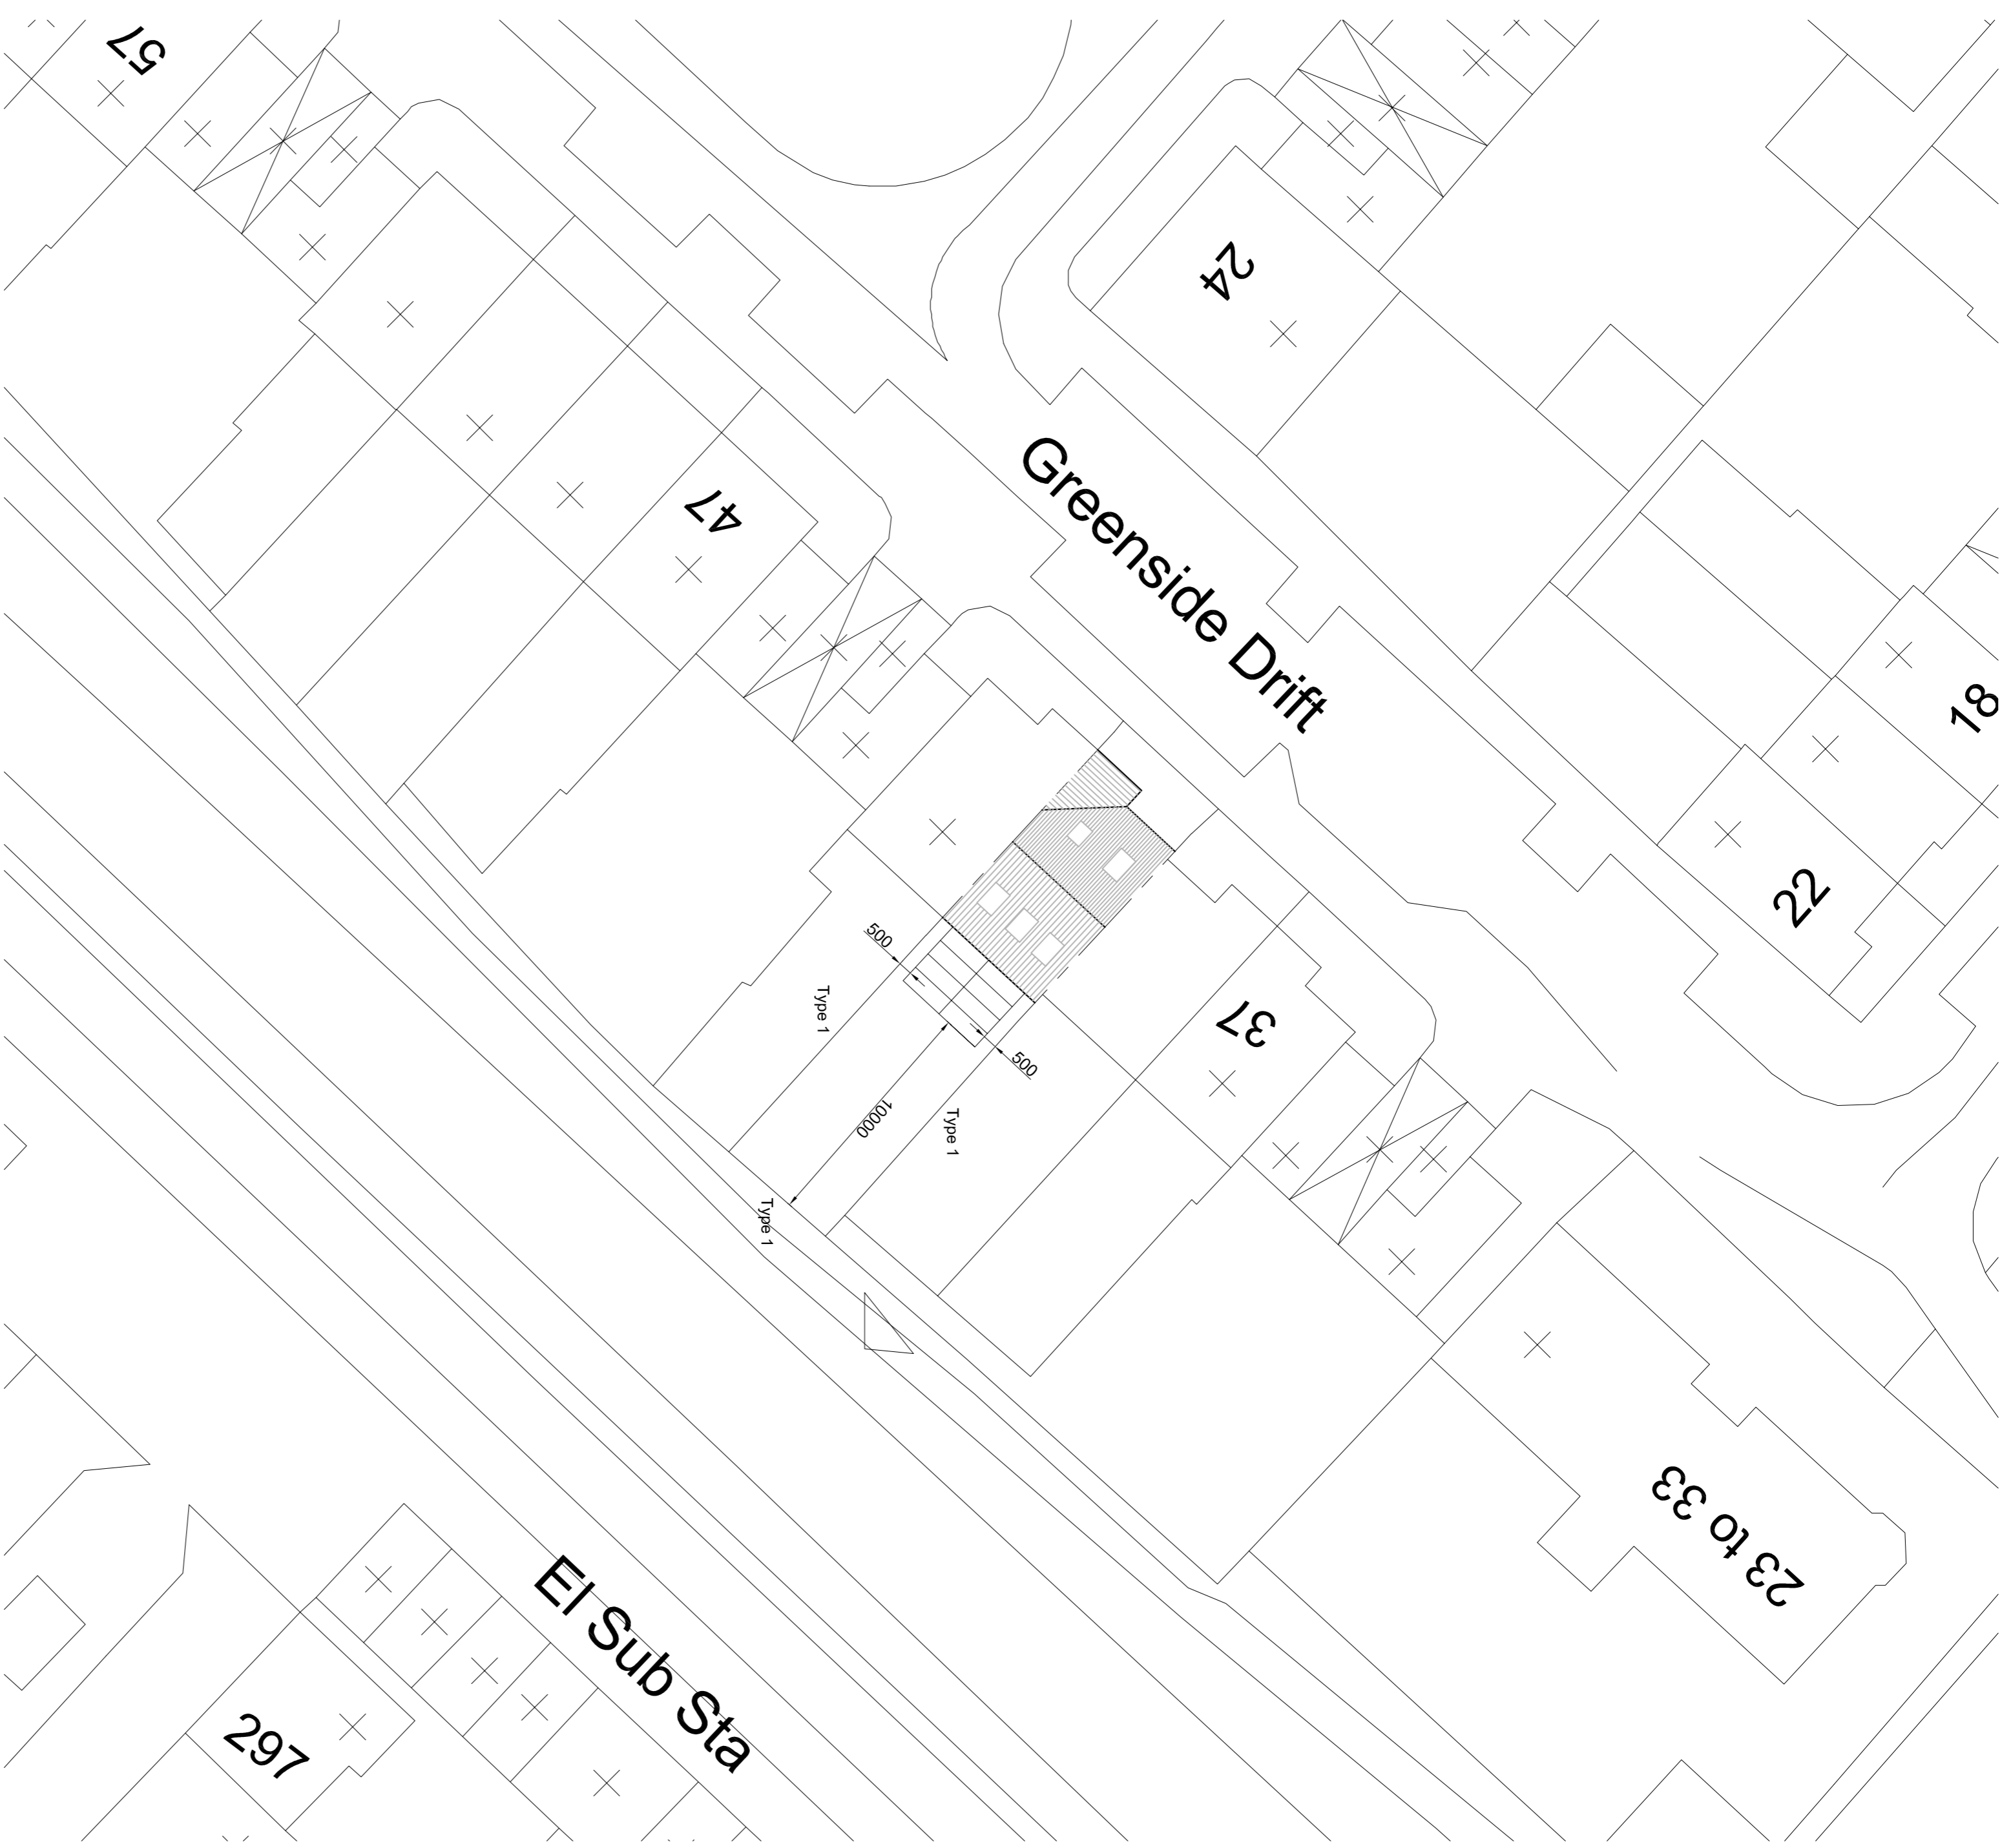 57
24
47
Greenside Drift
18
22
500
Type 1
37
500
10000
Type 1
Type 1
23 to 33
El Sub Sta
297